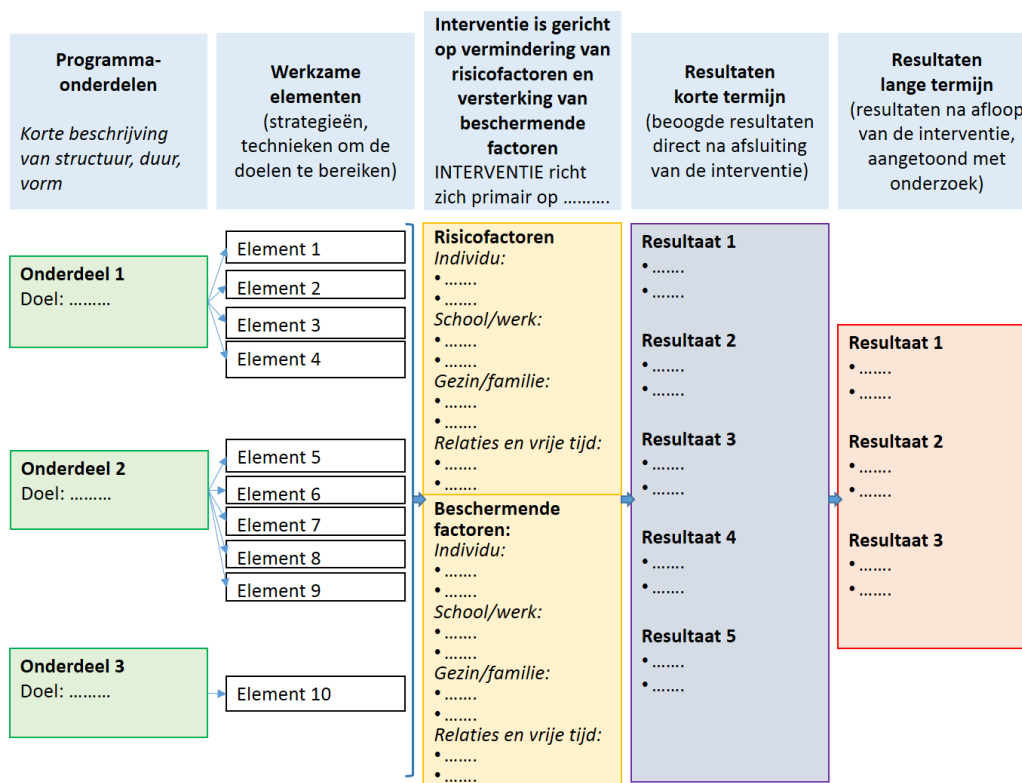 Programma-
onderdelen
Korte beschrijving
van structuur, duur,
vorm
Werkzame
elementen
(strategieën,
technieken om de
doelen te bereiken)
Interventie is gericht
op vermindering van
risicofactoren en
versterking van
beschermende
factoren
INTERVENTIE richt
zich primair op ……….
Resultaten
korte termijn
(beoogde resultaten
direct na afsluiting
van de interventie)
Resultaten
lange termijn
(resultaten na afloop
van de interventie,
aangetoond met
onderzoek)
Onderdeel 1
Doel: ………
Onderdeel 2
Doel: ………
Onderdeel 3
Doel: ………
Element 1
Element 2
Element 3
Element 4
Element 5
Element 6
Element 7
Element 8
Element 9
Element 10
Risicofactoren
Individu:
• …….
• …….
School/werk:
• …….
• …….
Gezin/familie:
• …….
• …….
Relaties en vrije tijd:
• …….
• …….
Beschermende
factoren:
Individu:
• …….
• …….
School/werk:
• …….
• …….
Gezin/familie:
• …….
• …….
Relaties en vrije tijd:
• …….
• …….
Resultaat 1
• …….
• …….
Resultaat 2
• …….
• …….
Resultaat 3
• …….
• …….
Resultaat 4
• …….
• …….
Resultaat 5
• …….
• …….
Resultaat 1
• …….
• …….
Resultaat 2
• …….
• …….
Resultaat 3
• …….
• …….